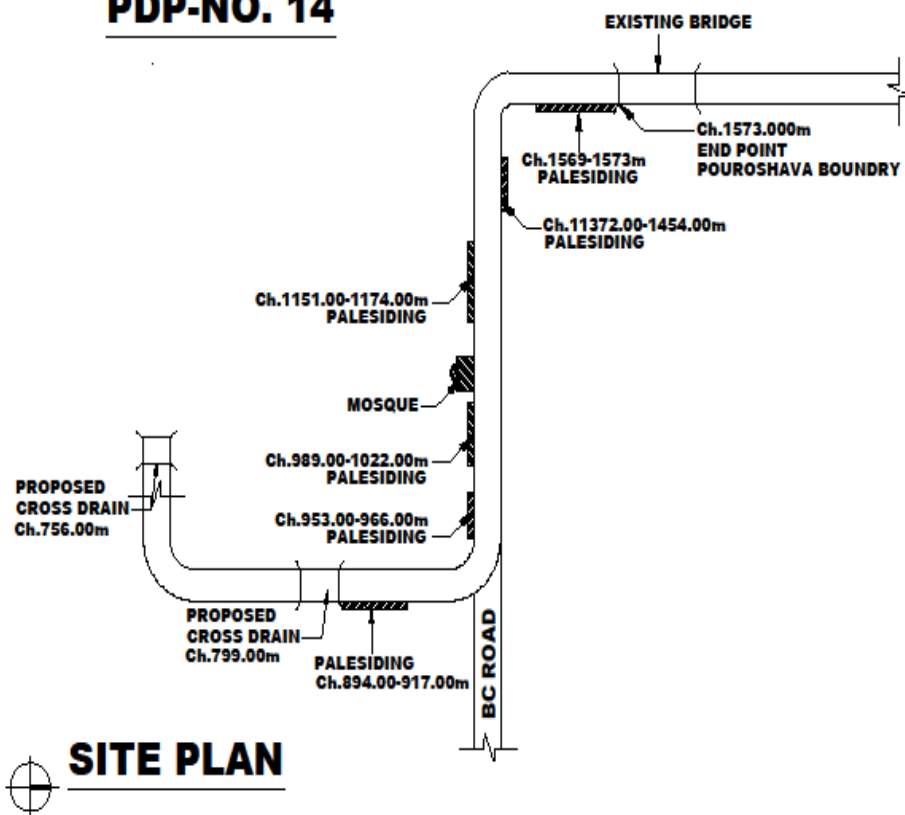 PDP-NO. 14
EXISTING BRIDGE
Ch.1573.000m
END POINT
POUROSHAVA BOUNDRY
Ch.1569-1573m
PALESIDING
Ch.11372.00-1454.00m
PALESIDING
Ch.1151.00-1174.00m
PALESIDING
MOSQUE
Ch.989.00-1022.00m
PALESIDING
PROPOSED
CROSS DRAIN
Ch.756.00m
Ch.953.00-966.00m
PALESIDING
PROPOSED
CROSS DRAIN
Ch.799.00m
PALESIDING
Ch.894.00-917.00m
BC ROAD
SITE PLAN